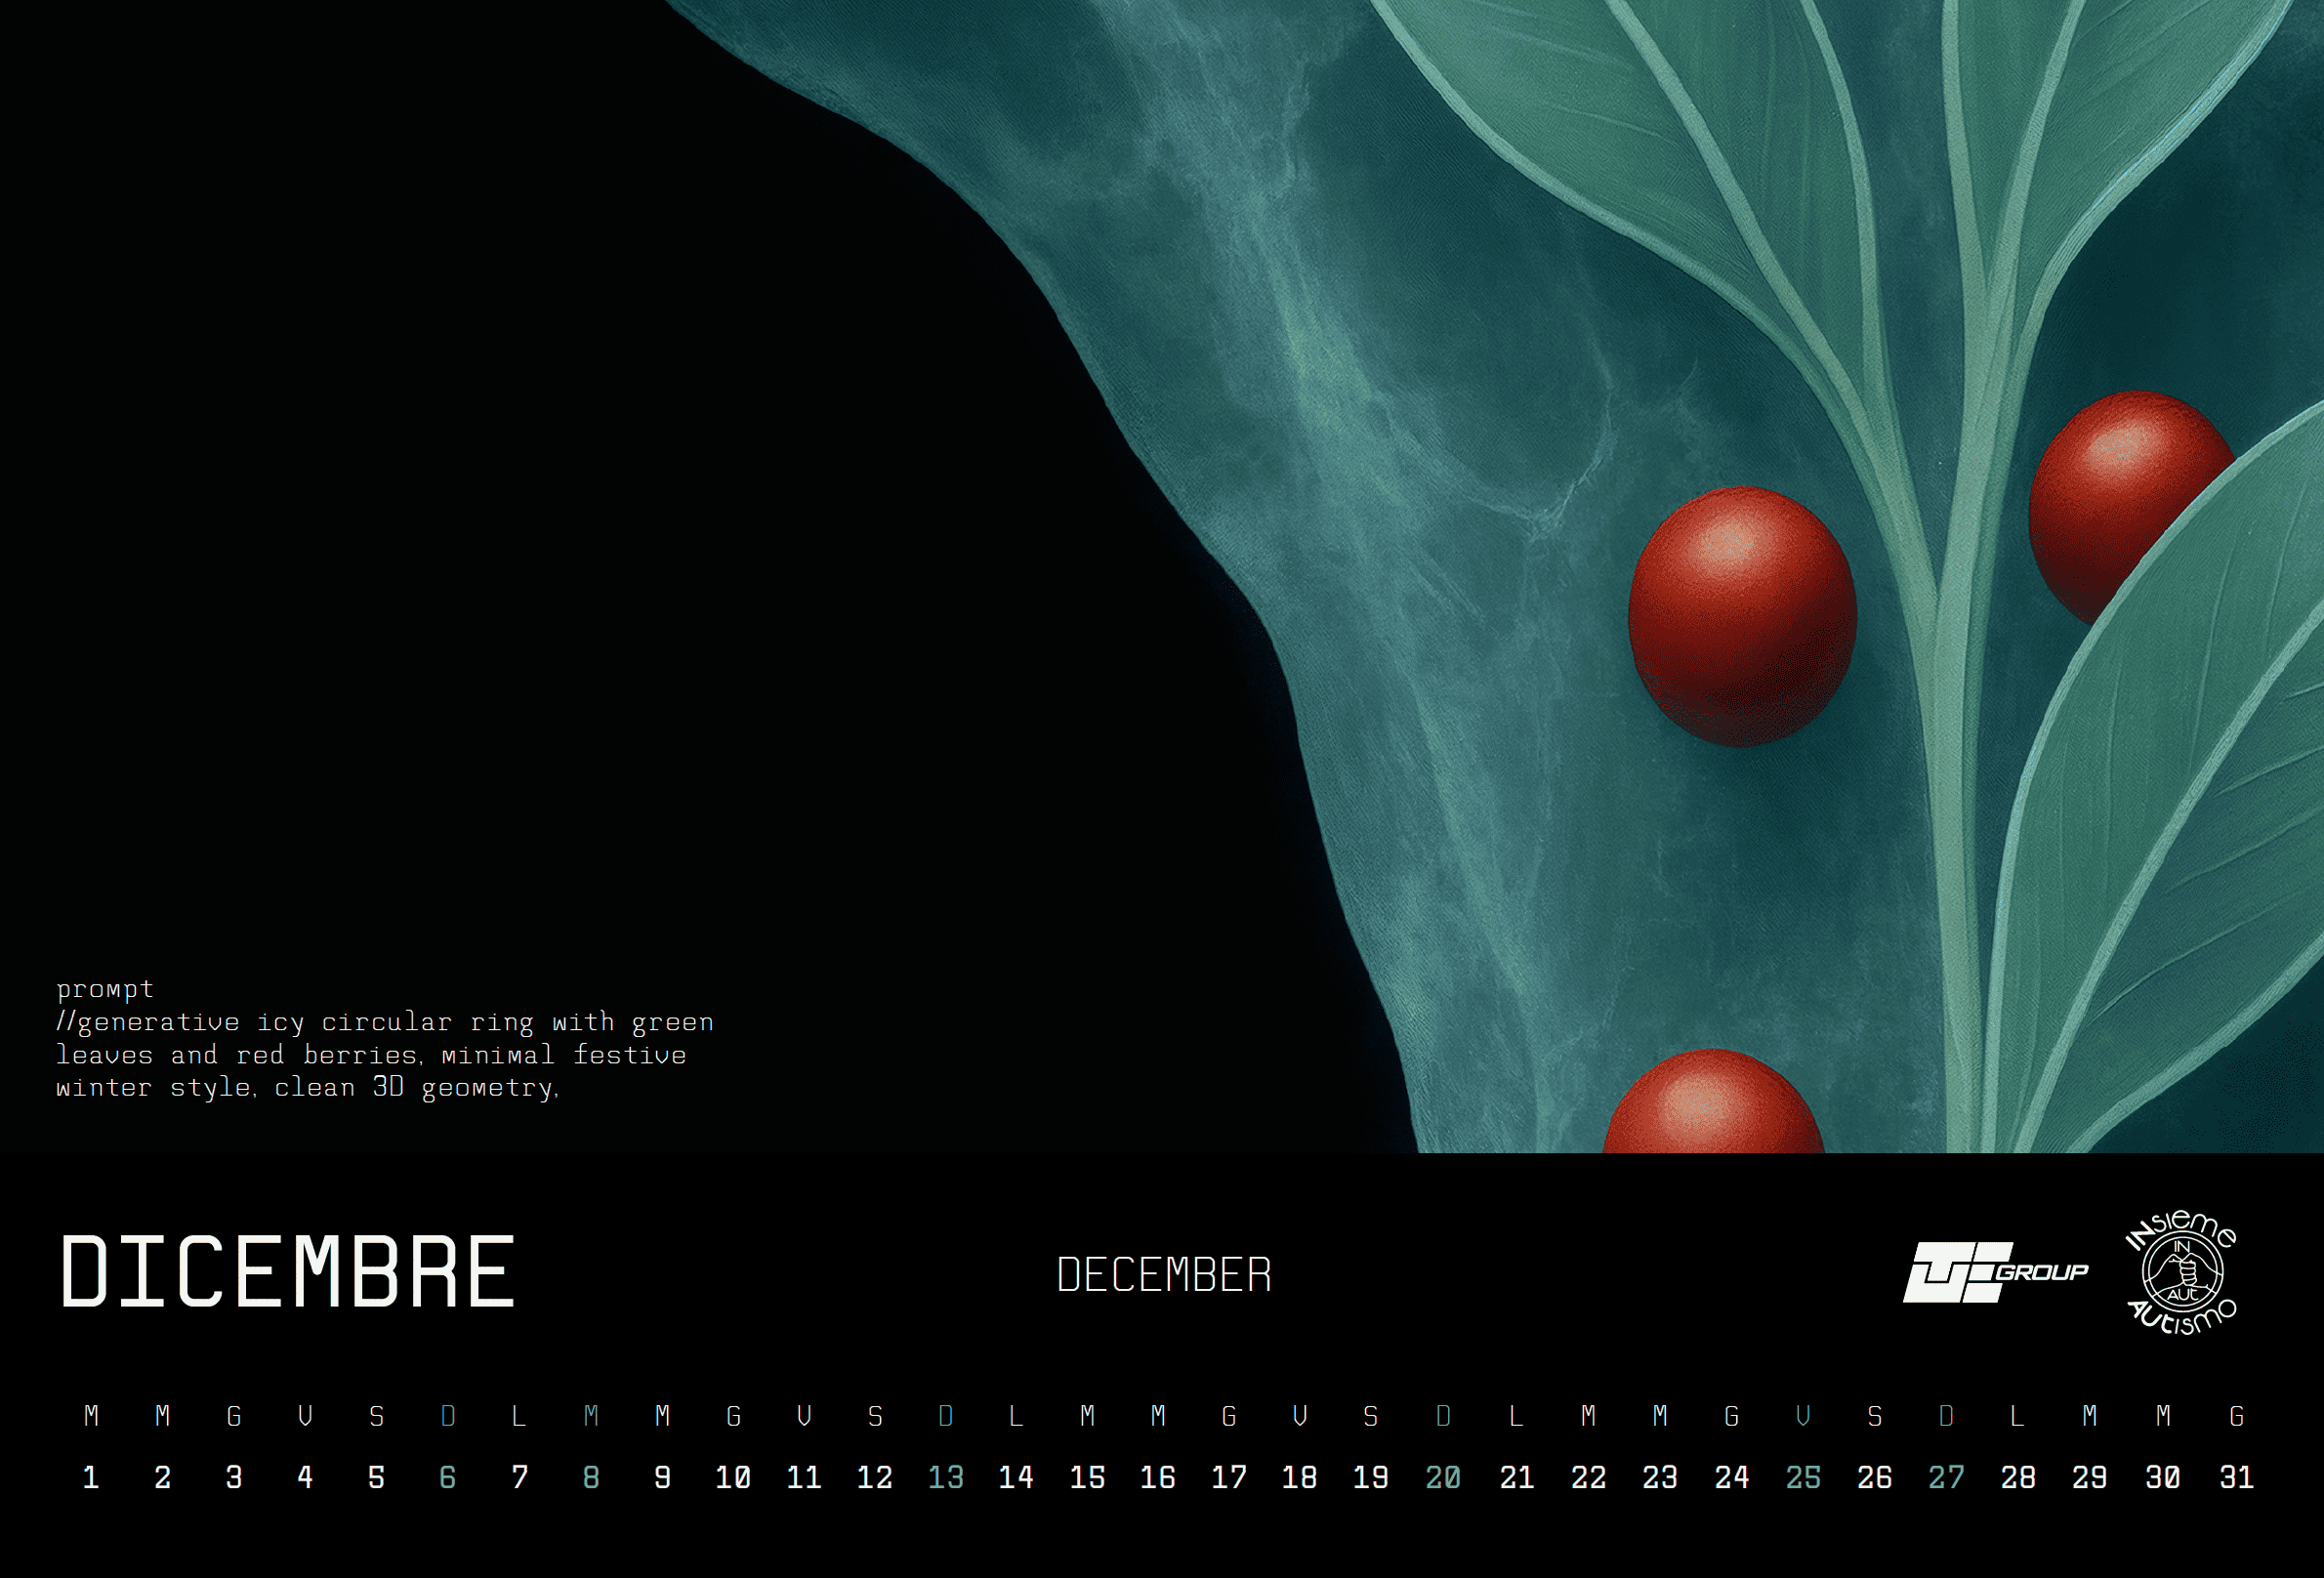 prompt
//generative icy circular ring with green
leaves and red berries, minimal festive
winter style, clean 3D geometry,
DICEMBRE
DECEMBER
GROUP
INsieme
IN
AUt
AUtismo
M M G V S D L M M G V S D L M M G V S D L M M G V S D L M M G
1 2 3 4 5 6 7 8 9 10 11 12 13 14 15 16 17 18 19 20 21 22 23 24 25 26 27 28 29 30 31